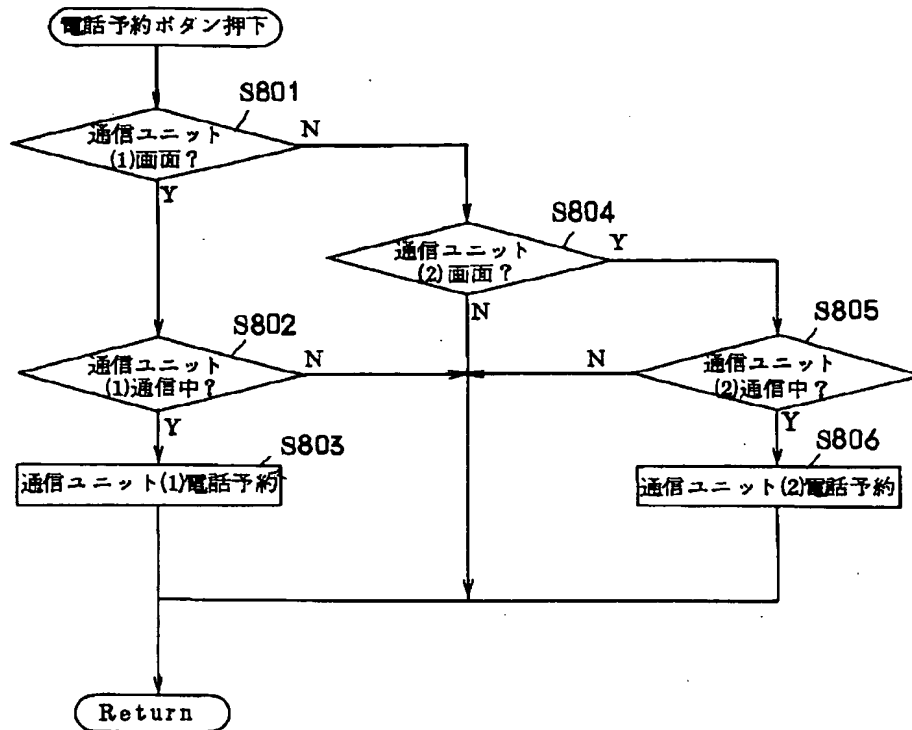 電話予約ボダン押下
S801
通信ユニット
(1)画面?
N
Y
S804
通信ユニット
(2)画面?
Y
N
S802
通信ユニット
(1)通信中?
N
Y
S805
通信ユニット
(2)通信中?
N
Y
S803
通信ユニット(1)電話予約
S806
通信ユニット(2)電話予約
Return